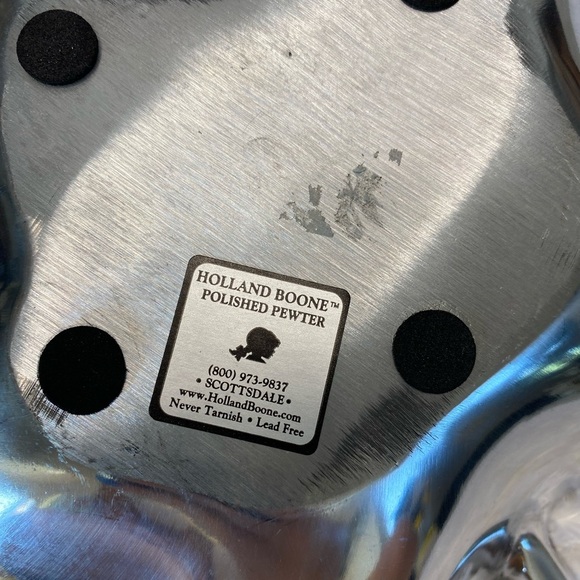 HOLLAND BOONE™
POLISHED PEWTER
(800) 973-9837
• SCOTTSDALE •
www.HollandBoone.com
Never Tarnish • Lead Free